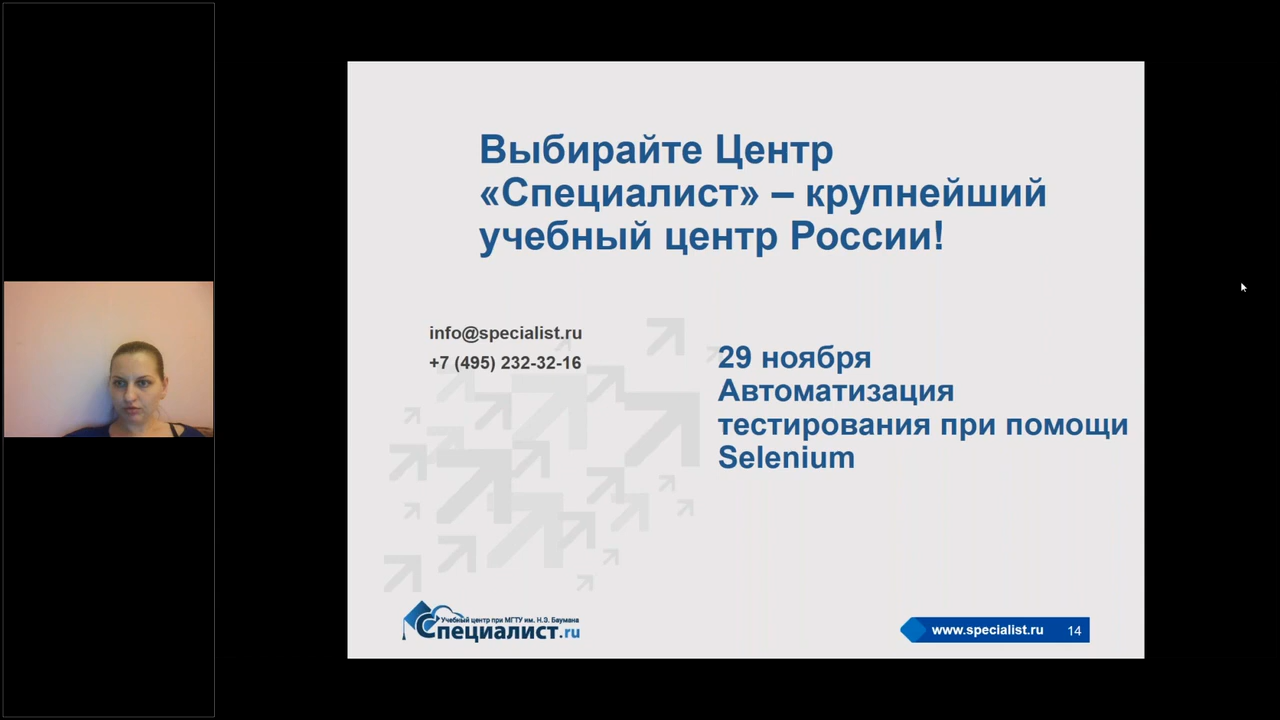 Выбирайте Центр
«Специалист» – крупнейший
учебный центр России!
info@specialist.ru
+7 (495) 232-32-16
29 ноября
Автоматизация
тестирования при помощи
Selenium
Учебный центр при МГТУ им. Н.Э. Баумана
Специалист.ru
www.specialist.ru 14